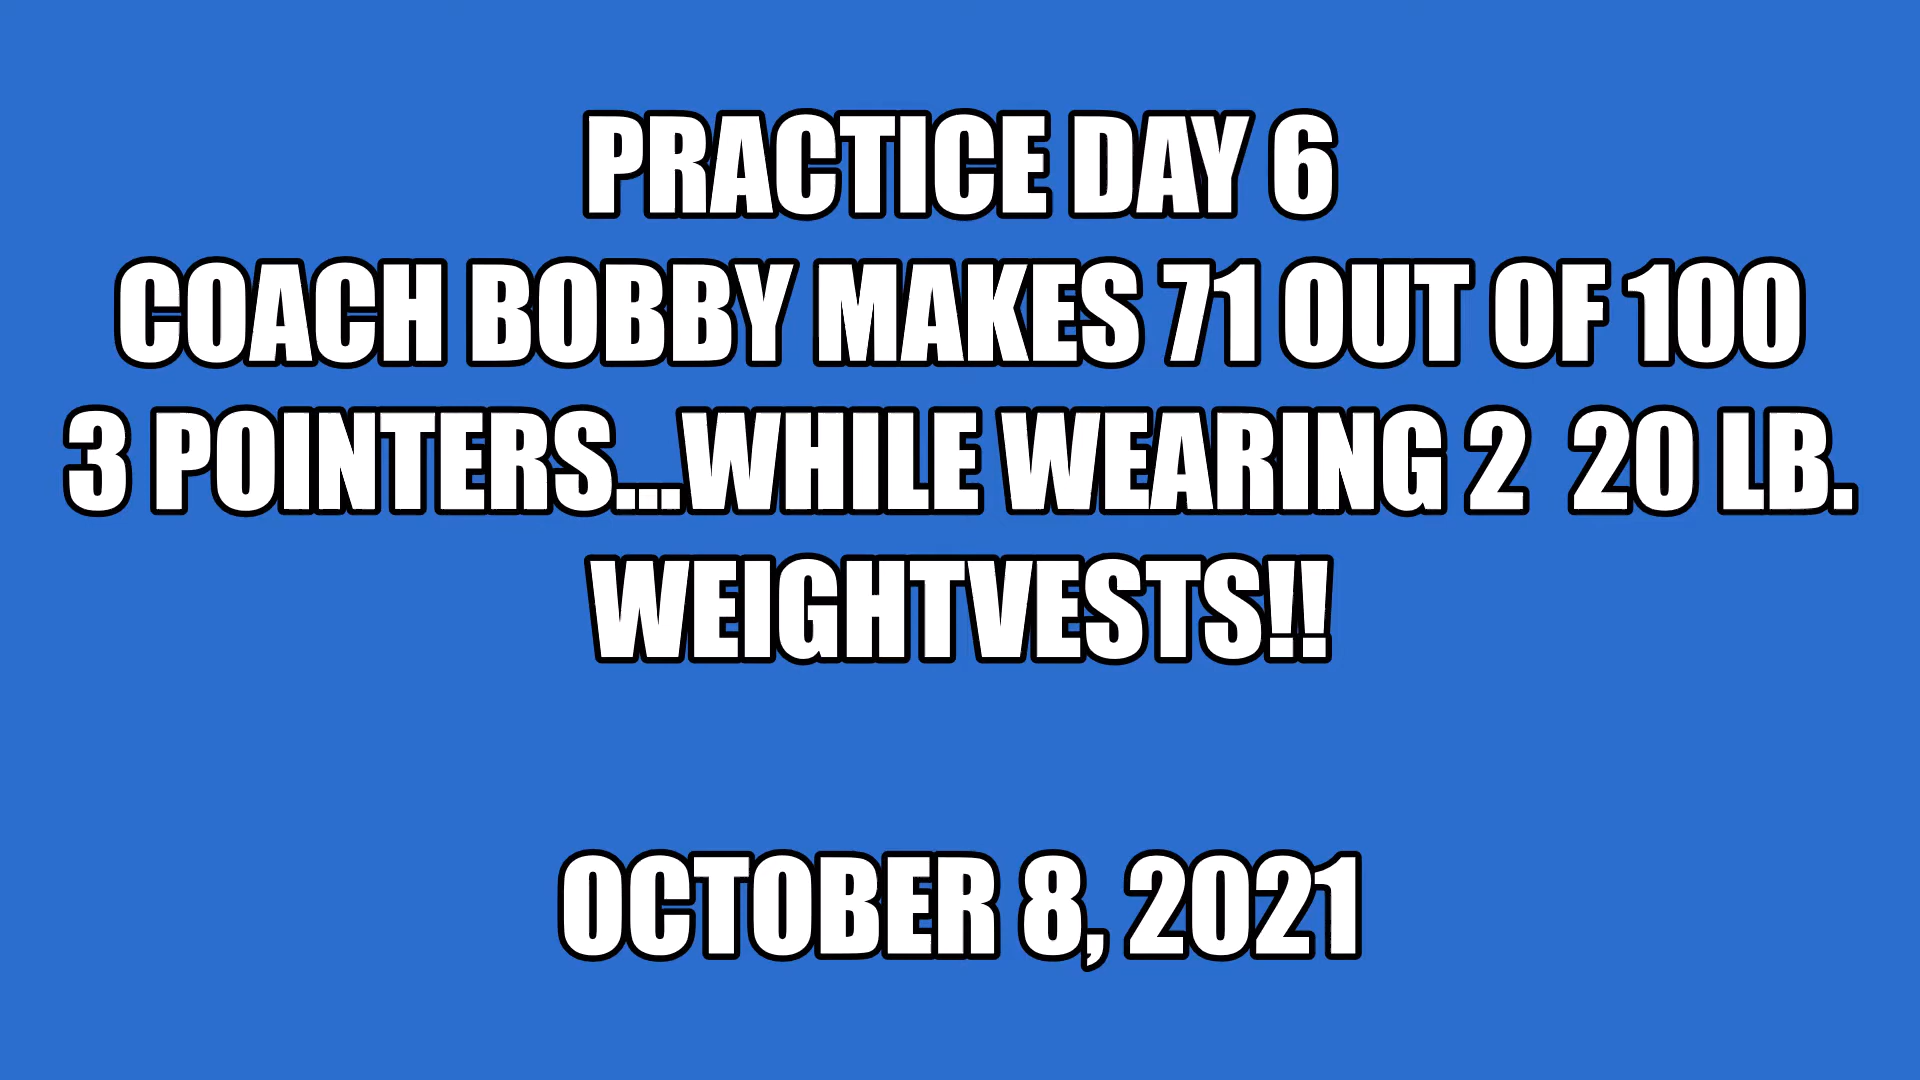 PRACTICE DAY 6
COACH BOBBY MAKES 71 OUT OF 100
3 POINTERS...WHILE WEARING 2  20 LB.
WEIGHTVESTS!!
OCTOBER 8, 2021